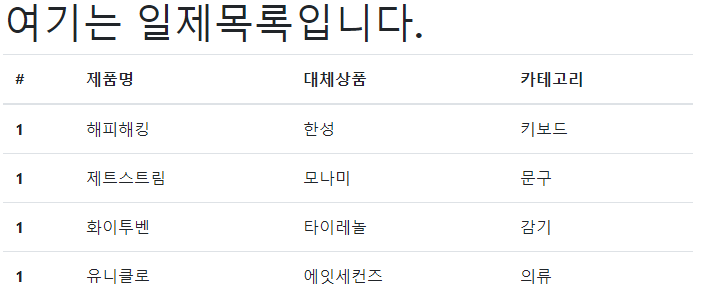 여기는 일제목록입니다.
# 제품명 대체상품 카테고리
1 해피해킹 한성 키보드
1 제트스트림 모나미 문구
1 화이투벤 타이레놀 감기
1 유니클로 에잇세컨즈 의류